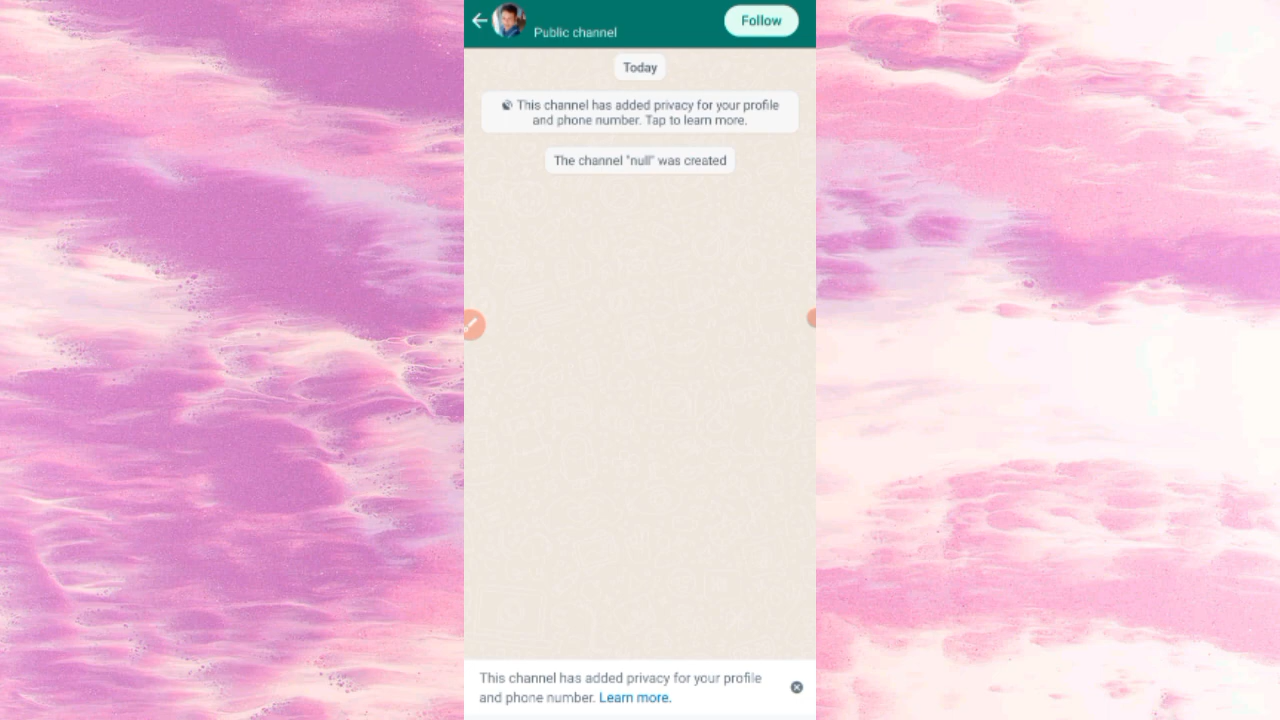 Public channel
Follow
Today
This channel has added privacy for your profile
and phone number. Tap to learn more.
The channel "null" was created
This channel has added privacy for your profile
and phone number. Learn more.